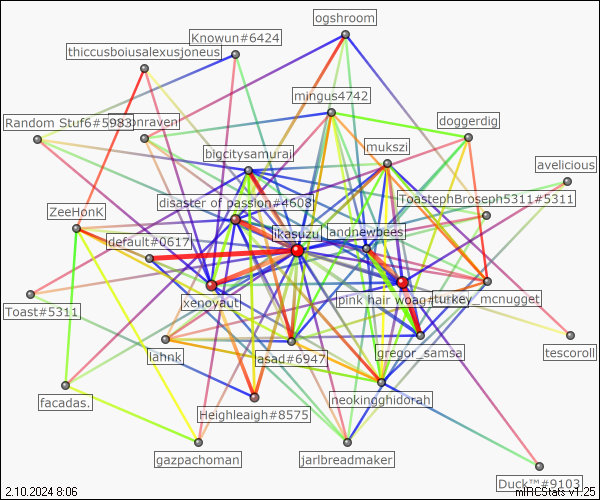 ogshroom
Knowun#6424
thiccusboiusalexusjoneus
mingus4742
Random Stuf6#5983
onraven
doggerdig
bigcitysamurai
mukszi
avelicious
disaster of passion#4608
ToastephBroseph5311#5311
ZeeHonK
ikasuzu
andnewbees
default#0617
xenoyaut
pink hair woag#
turkey_mcnugget
Toast#5311
lahnk
asad#6947
gregor_samsa
tescoroll
facadas.
Heighleaigh#8575
neokingghidorah
gazpachoman
jarlbreadmaker
Duck™#9103
2.10.2024 8:06
mIRCStats v1.25